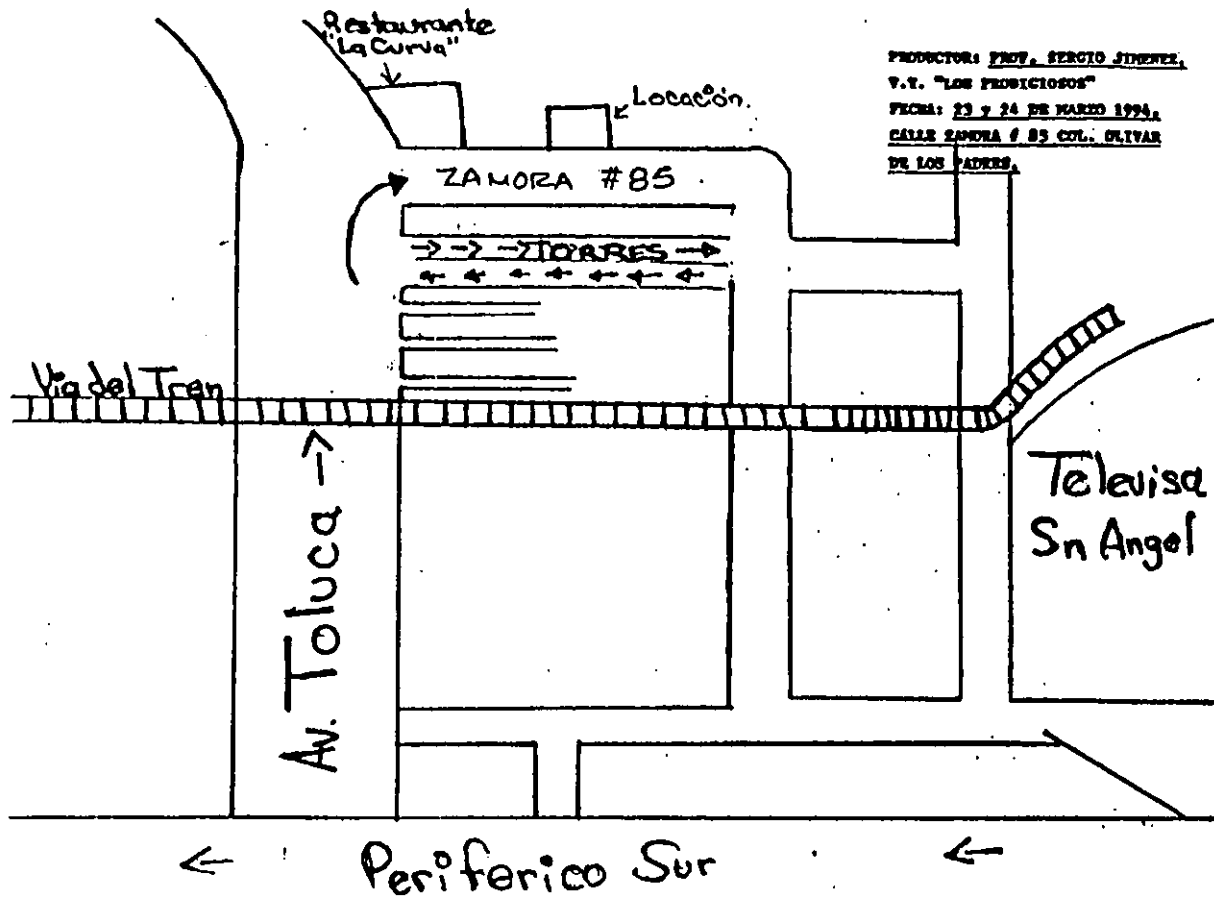 Restaurante
"La Curva"
Locación.
PRODUCTOR: PROF. SERGIO JIMENEZ,
V.T. "LOS PRODIGIOSOS"
FECHA: 23 y 24 DE MARZO 1994,
CALLE ZAMORA # 85 COL. OLIVAR
DE LOS PADRES,
ZAMORA #85
TORRES
Via del Tren
Televisa
Sn Angel
Av. Toluca
Periferico Sur